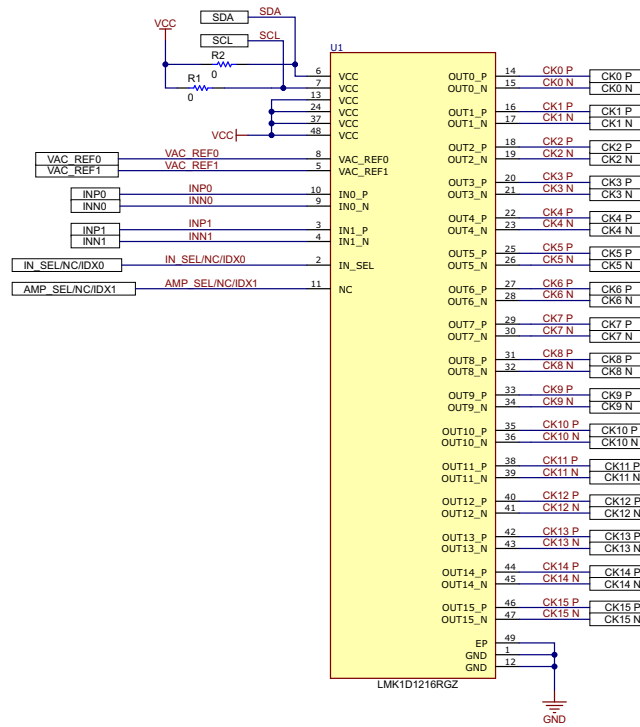 SDA SDA
VCC SCL SCL
U1
R2
0
R1
0
6 VCC OUT0_P 14 CK0 P CK0 P
7 VCC OUT0_N 15 CK0 N CK0 N
13 VCC
24 VCC OUT1_P 16 CK1 P CK1 P
37 VCC OUT1_N 17 CK1 N CK1 N
VCC 48 VCC
OUT2_P 18 CK2 P CK2 P
VAC_REF0 VAC_REF0 8 VAC_REF0 OUT2_N 19 CK2 N CK2 N
VAC_REF1 VAC_REF1 5 VAC_REF1
OUT3_P 20 CK3 P CK3 P
INP0 INP0 10 IN0_P OUT3_N 21 CK3 N CK3 N
INN0 INN0 9 IN0_N
OUT4_P 22 CK4 P CK4 P
INP1 INP1 3 IN1_P OUT4_N 23 CK4 N CK4 N
INN1 INN1 4 IN1_N
OUT5_P 25 CK5 P CK5 P
IN_SEL/NC/IDX0 IN_SEL/NC/IDX0 2 IN_SEL OUT5_N 26 CK5 N CK5 N
AMP_SEL/NC/IDX1 AMP_SEL/NC/IDX1 11 NC OUT6_P 27 CK6 P CK6 P
OUT6_N 28 CK6 N CK6 N
OUT7_P 29 CK7 P CK7 P
OUT7_N 30 CK7 N CK7 N
OUT8_P 31 CK8 P CK8 P
OUT8_N 32 CK8 N CK8 N
OUT9_P 33 CK9 P CK9 P
OUT9_N 34 CK9 N CK9 N
OUT10_P 35 CK10 P CK10 P
OUT10_N 36 CK10 N CK10 N
OUT11_P 38 CK11 P CK11 P
OUT11_N 39 CK11 N CK11 N
OUT12_P 40 CK12 P CK12 P
OUT12_N 41 CK12 N CK12 N
OUT13_P 42 CK13 P CK13 P
OUT13_N 43 CK13 N CK13 N
OUT14_P 44 CK14 P CK14 P
OUT14_N 45 CK14 N CK14 N
OUT15_P 46 CK15 P CK15 P
OUT15_N 47 CK15 N CK15 N
EP 49
GND 1
GND 12
LMK1D1216RGZ
GND